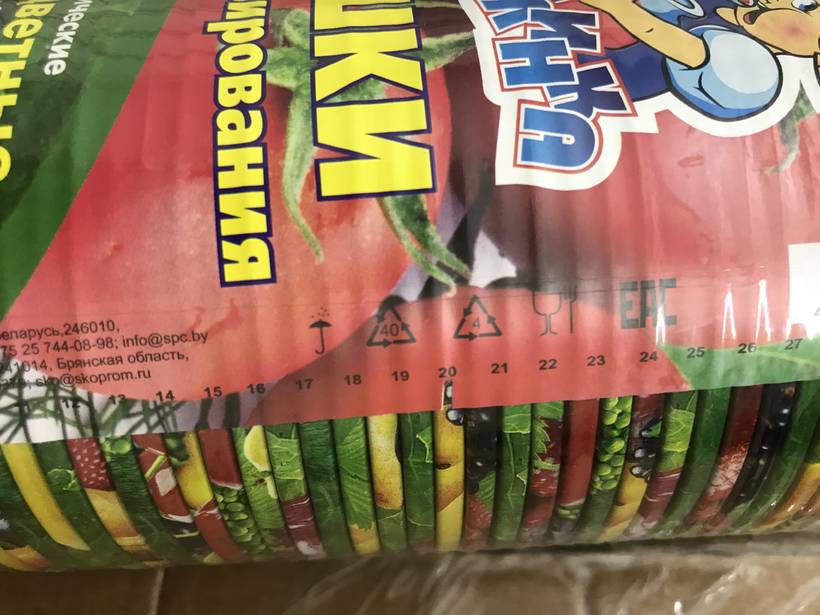 ческие
ветные
шки
ирования
еларусь,246010,
75 25 744-08-98; info@spc.by
241014, Брянская область,
sko@skoprom.ru
40
4
EAC
11 12 13 14 15 16 17 18 19 20 21 22 23 24 25 26 27